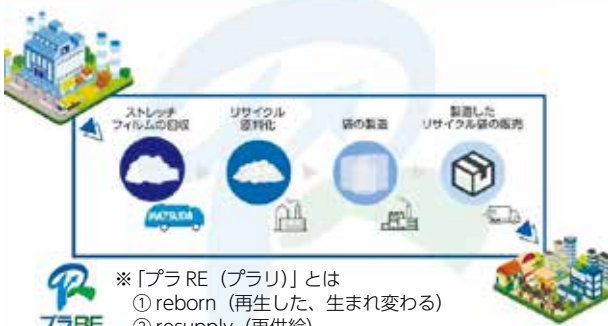 ストレッチ
フィルムの回収
リサイクル
原料化
袋の製造
製造した
リサイクル袋の販売
MATSUDA
プラRE
※「プラ RE（プラリ）」とは
① reborn（再生した、生まれ変わる）
② resupply（再供給）